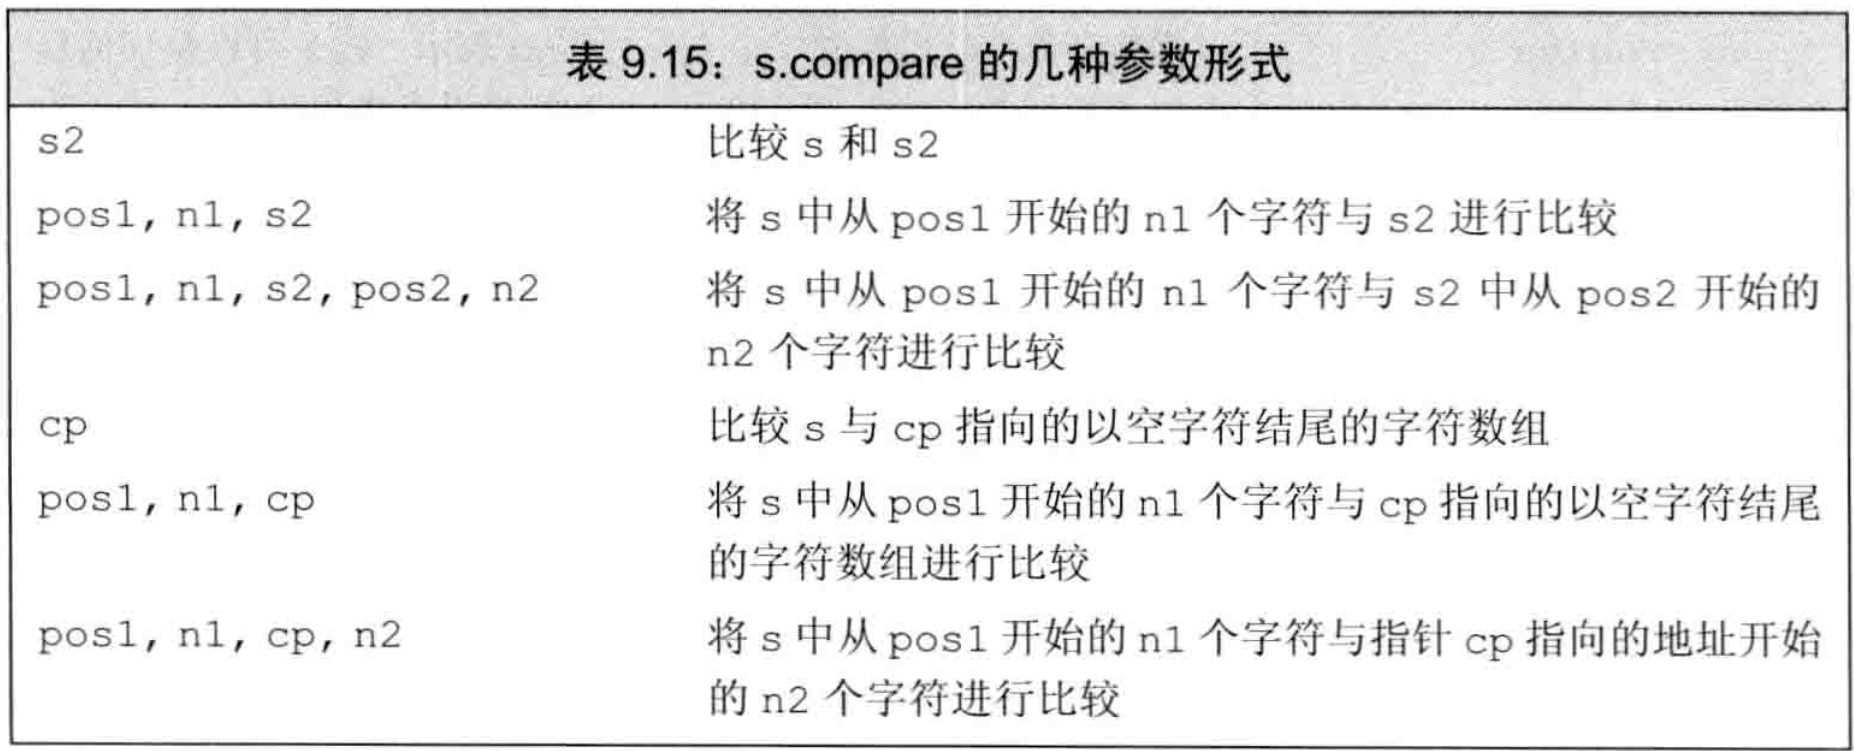 表 9.15：s.compare 的几种参数形式
s2 比较 s 和 s2
pos1, n1, s2 将 s 中从 pos1 开始的 n1 个字符与 s2 进行比较
pos1, n1, s2, pos2, n2 将 s 中从 pos1 开始的 n1 个字符与 s2 中从 pos2 开始的
n2 个字符进行比较
cp 比较 s 与 cp 指向的以空字符结尾的字符数组
pos1, n1, cp 将 s 中从 pos1 开始的 n1 个字符与 cp 指向的以空字符结尾
的字符数组进行比较
pos1, n1, cp, n2 将 s 中从 pos1 开始的 n1 个字符与指针 cp 指向的地址开始
的 n2 个字符进行比较